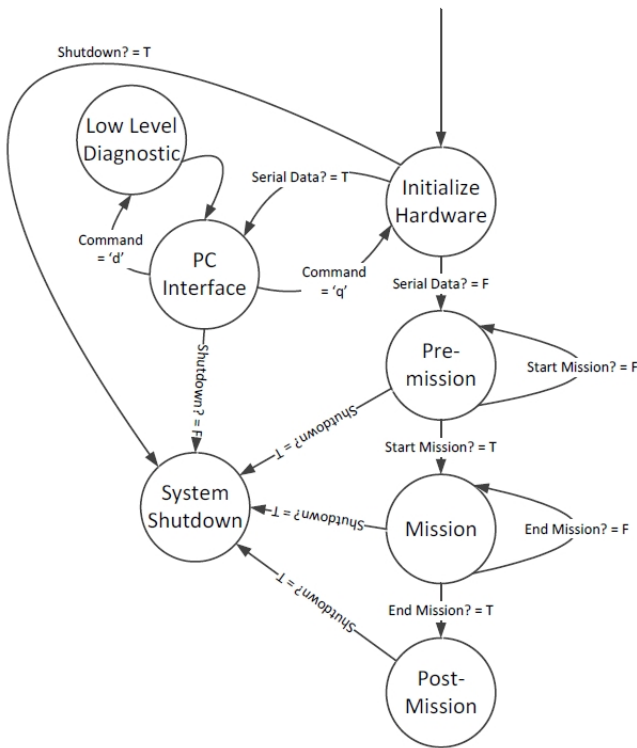 Shutdown? = T
Low Level
Diagnostic
Serial Data? = T
Initialize
Hardware
Command
= ‘d’
PC
Interface
Command
= ‘q’
Serial Data? = F
Shutdown? = F
Pre-
mission
Start Mission? = F
Shutdown? = T
Start Mission? = T
System
Shutdown
Shutdown? = T
Mission
End Mission? = F
End Mission? = T
Shutdown? = T
Post-
Mission